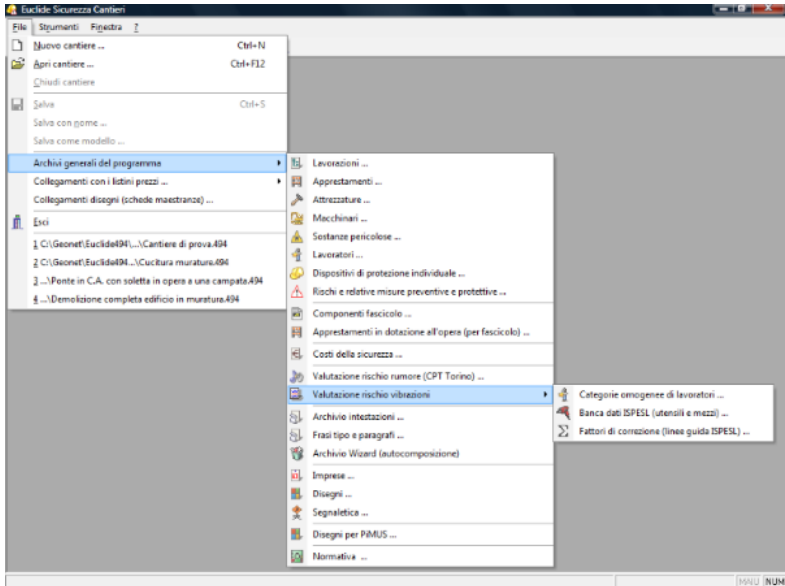 Euclide Sicurezza Cantieri
File Strumenti Finestra ?
Nuovo cantiere ... Ctrl+N
Apri cantiere ... Ctrl+F12
Chiudi cantiere
Salva Ctrl+S
Salva con nome ...
Salva come modello ...
Archivi generali del programma
Collegamenti con i listini prezzi ...
Collegamenti disegni (schede maestranze) ...
Esci
1 C:\Geonet\Euclide494\...\Cantiere di prova.494
2 C:\Geonet\Euclide494...\Cucitura murature.494
3 ...\Ponte in C.A. con soletta in opera a una campata.494
4 ...\Demolizione completa edificio in muratura.494
Lavorazioni ...
Apprestamenti ...
Attrezzature ...
Macchinari ...
Sostanze pericolose ...
Lavoratori ...
Dispositivi di protezione individuale ...
Rischi e relative misure preventive e protettive ...
Componenti fascicolo ...
Apprestamenti in dotazione all'opera (per fascicolo) ...
Costi della sicurezza ...
Valutazione rischio rumore (CPT Torino) ...
Valutazione rischio vibrazioni
Archivio intestazioni ...
Frasi tipo e paragrafi ...
Archivio Wizard (autocomposizione)
Imprese ...
Disegni ...
Segnaletica ...
Disegni per PiMUS ...
Normativa ...
Categorie omogenee di lavoratori ...
Banca dati ISPESL (utensili e mezzi) ...
Fattori di correzione (linee guida ISPESL) ...
MAIU NUM